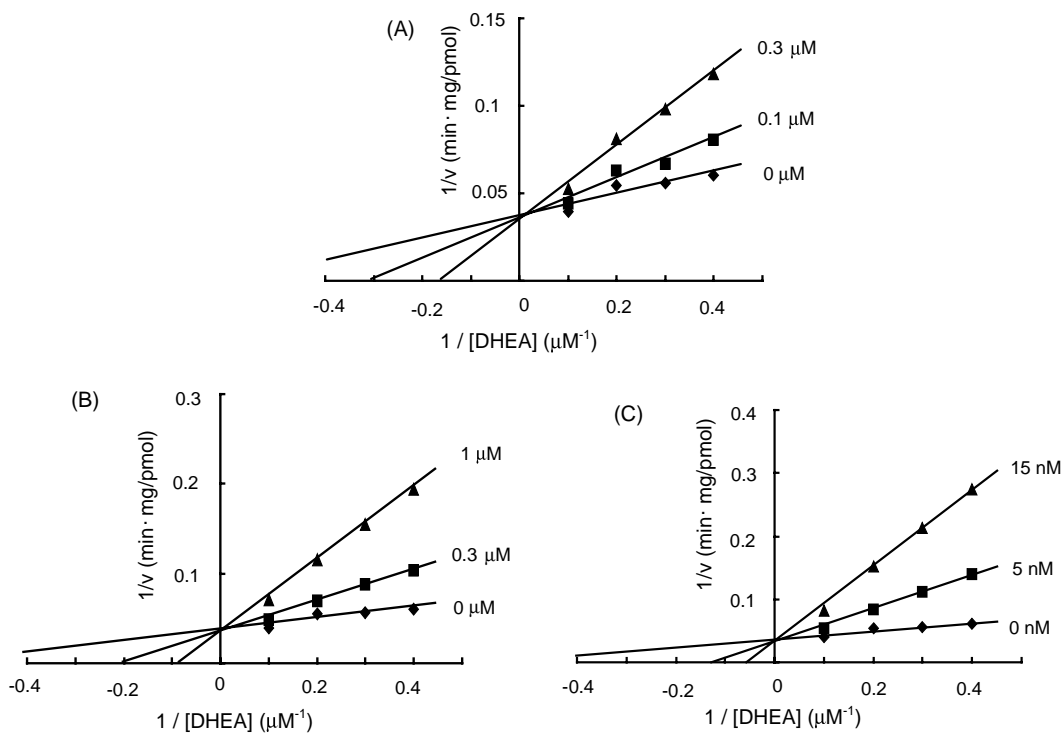 (A)
0.15
0.3 μM
0.1
0.1 μM
0 μM
0.05
1/v (min· mg/pmol)
-0.4
-0.2
0
0.2
0.4
1 / [DHEA] (μM-1)
(B)
0.3
1 μM
0.2
0.3 μM
0.1
0 μM
1/v (min· mg/pmol)
-0.4
-0.2
0
0.2
0.4
1 / [DHEA] (μM-1)
(C)
0.4
15 nM
0.3
0.2
5 nM
0.1
0 nM
1/v (min· mg/pmol)
-0.4
-0.2
0
0.2
0.4
1 / [DHEA] (μM-1)